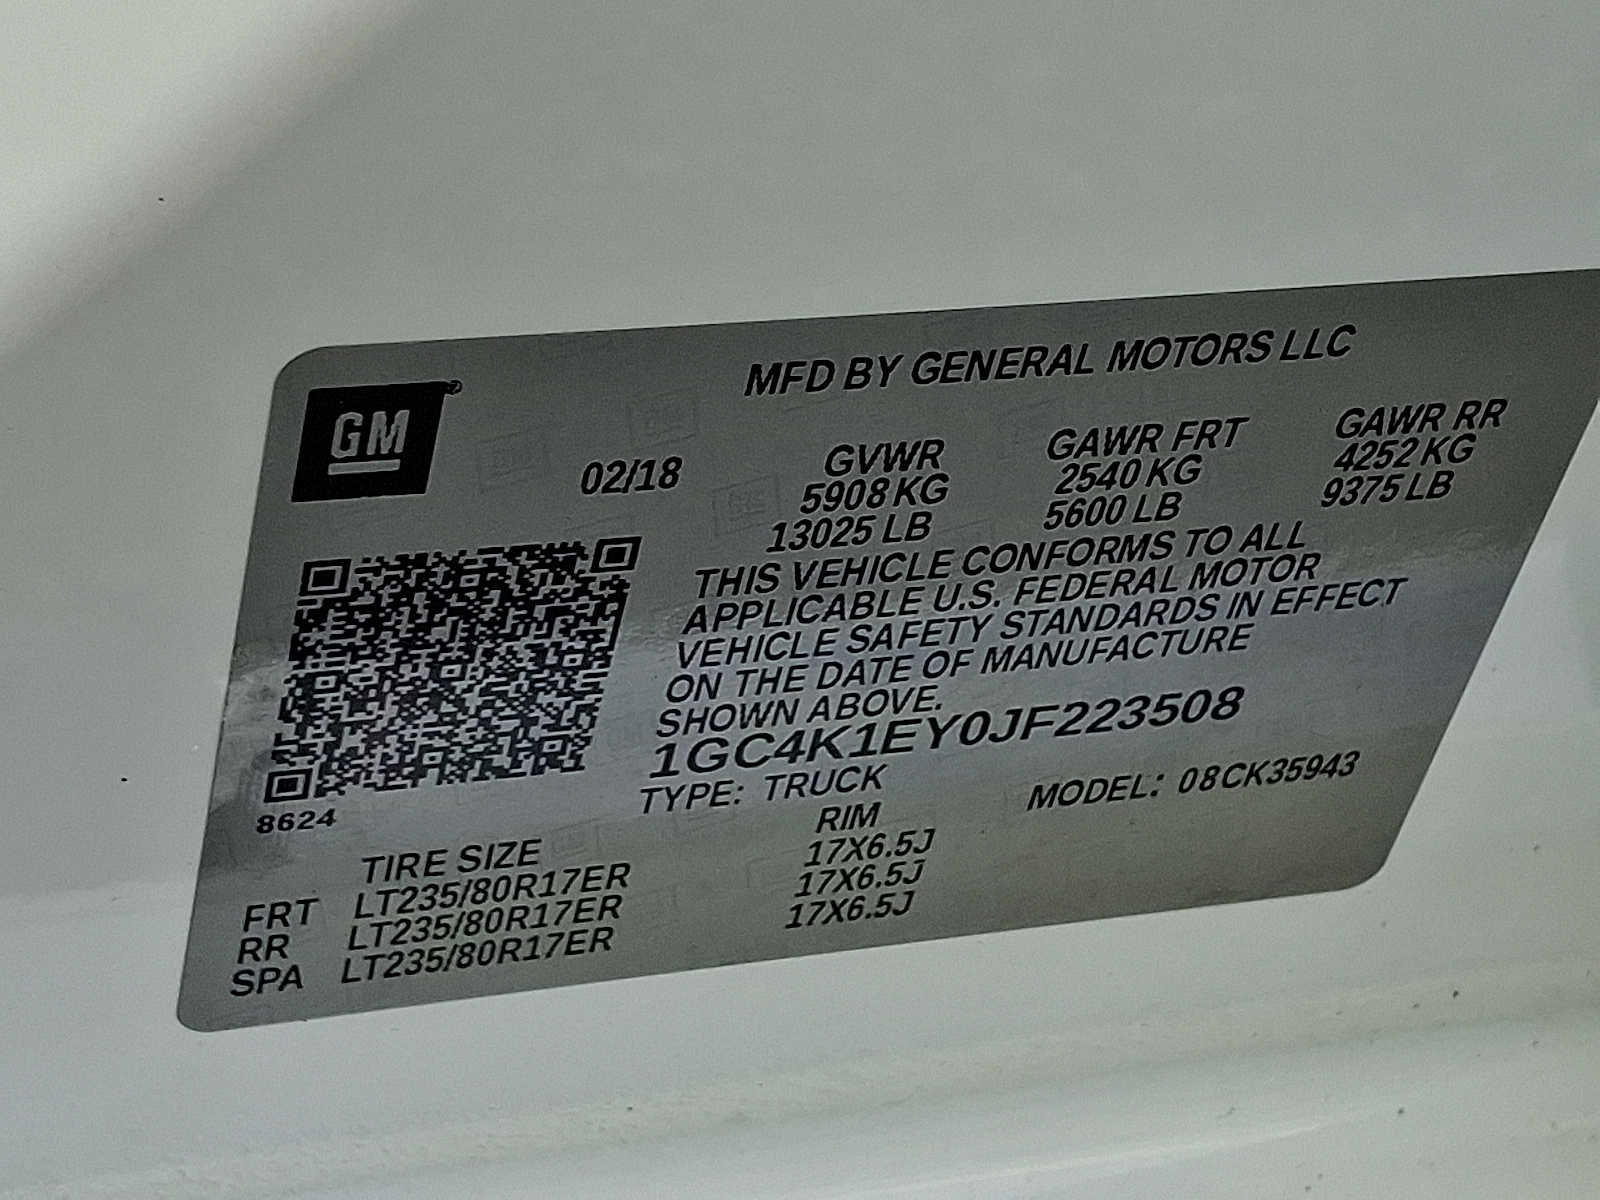 MFD BY GENERAL MOTORS LLC
GM
02/18
GVWR GAWR FRT GAWR RR
5908 KG 2540 KG 4252 KG
13025 LB 5600 LB 9375 LB
THIS VEHICLE CONFORMS TO ALL
APPLICABLE U.S. FEDERAL MOTOR
VEHICLE SAFETY STANDARDS IN EFFECT
ON THE DATE OF MANUFACTURE
SHOWN ABOVE.
1GC4K1EY0JF223508
TYPE: TRUCK MODEL: 08CK35943
8624
TIRE SIZE RIM
FRT LT235/80R17ER 17X6.5J
RR LT235/80R17ER 17X6.5J
SPA LT235/80R17ER 17X6.5J